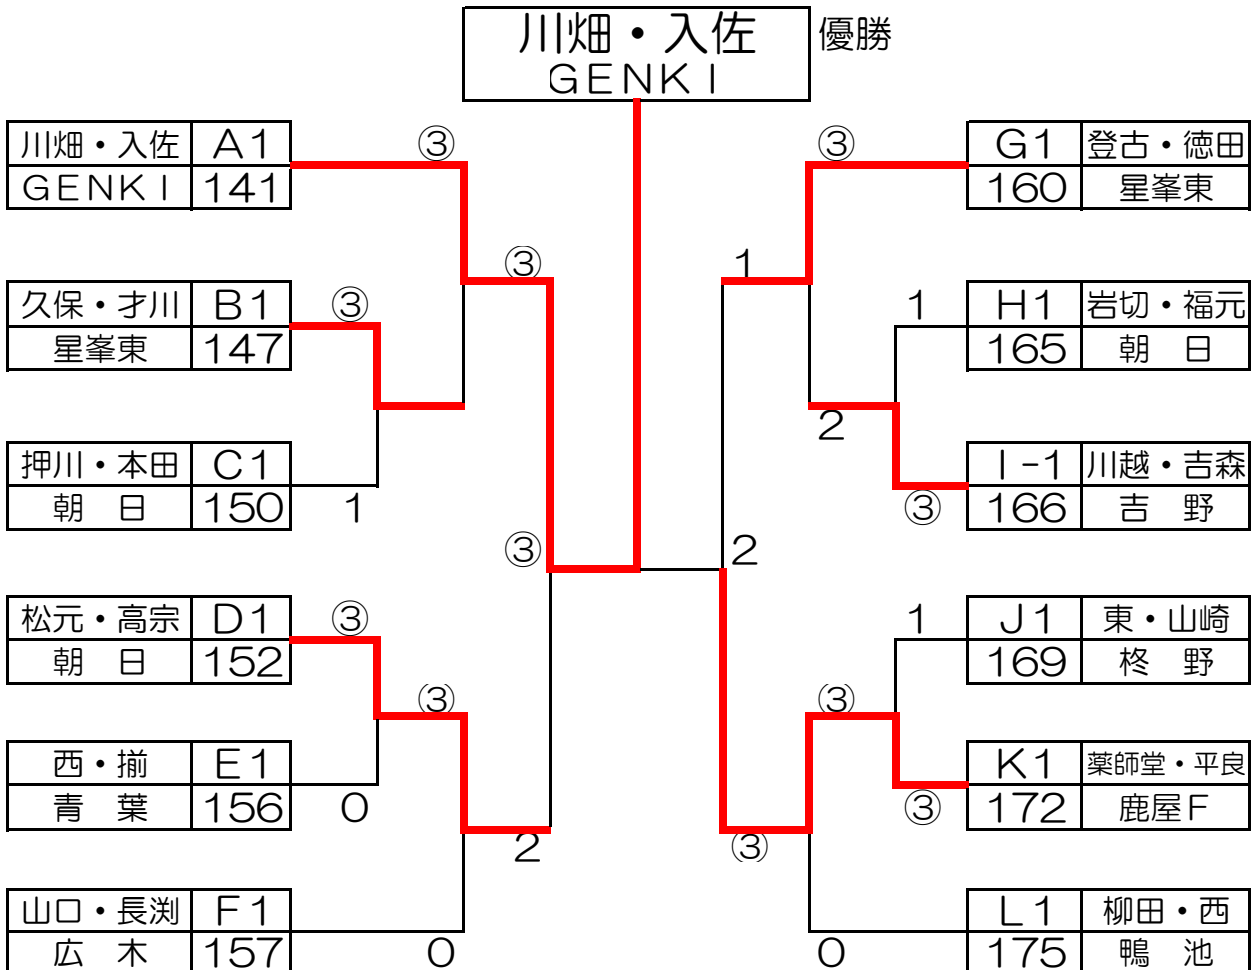 川畑・入佐
GENKI
優勝
川畑・入佐 A1
GENKI 141
③
③
G1 登古・徳田
160 星峯東
③
1
久保・才川 B1
星峯東 147
③
1
H1 岩切・福元
165 朝 日
2
押川・本田 C1
朝 日 150
1
I-1 川越・吉森
166 吉 野
③
③
2
松元・高宗 D1
朝 日 152
③
1
J1 東・山崎
169 柊 野
③
③
西・揃 E1
青 葉 156
0
K1 薬師堂・平良
172 鹿屋F
③
2
③
山口・長渕 F1
広 木 157
0
0
L1 柳田・西
175 鴨 池